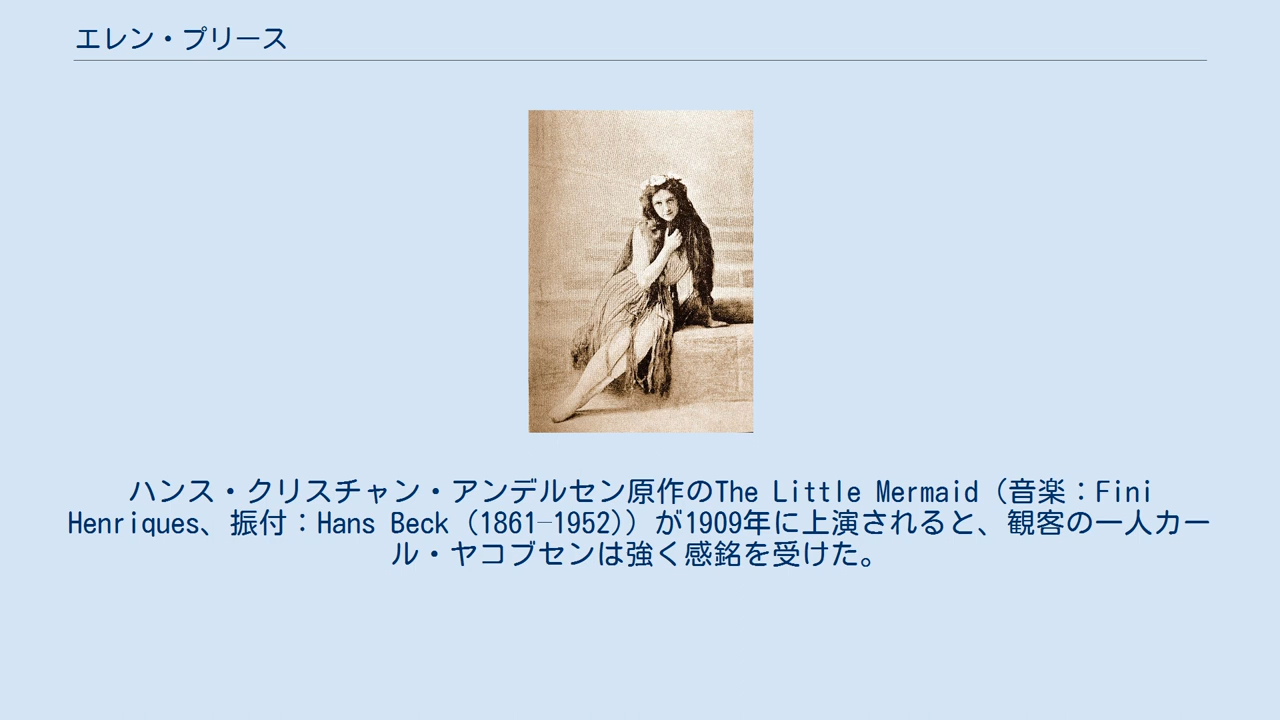 エレン・プリース
ハンス・クリスチャン・アンデルセン原作のThe Little Mermaid（音楽：Fini
Henriques、振付：Hans Beck（1861–1952)）が1909年に上演されると、観客の一人カー
ル・ヤコブセンは強く感銘を受けた。